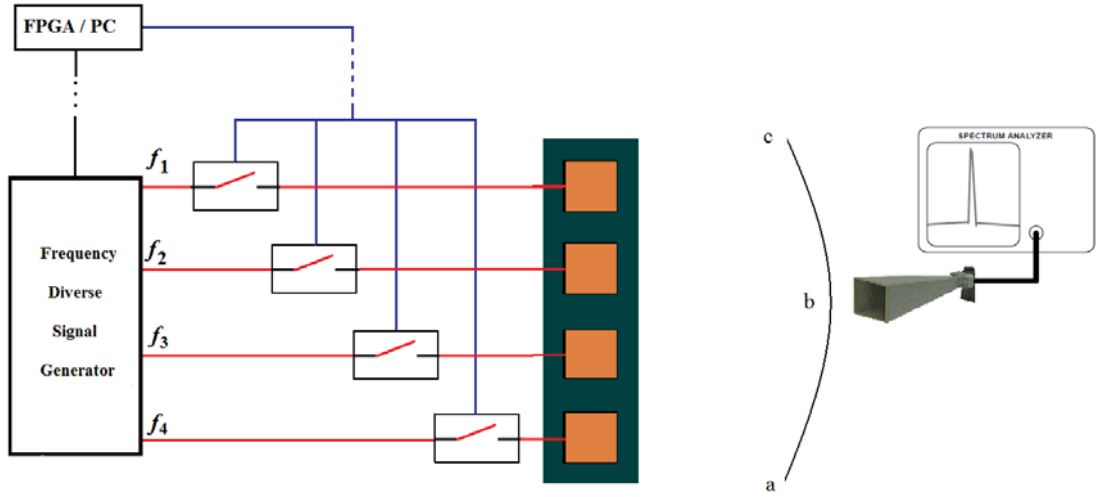 FPGA / PC
f1
f2
f3
f4
Frequency
Diverse
Signal
Generator
c
b
a
SPECTRUM ANALYZER